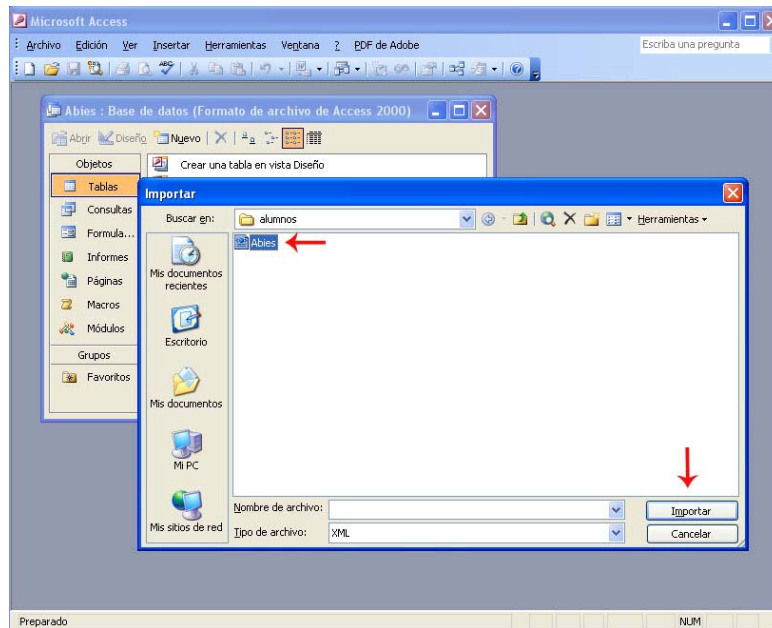 Microsoft Access
Archivo Edición Ver Insertar Herramientas Ventana ? PDF de Adobe Escriba una pregunta
Abies : Base de datos (Formato de archivo de Access 2000)
Abrir Diseño Nuevo
Objetos
Crear una tabla en vista Diseño
Tablas
Consultas
Formula...
Informes
Páginas
Macros
Módulos
Grupos
Favoritos
Importar
Buscar en: alumnos Herramientas
Abies
Mis documentos recientes
Escritorio
Mis documentos
Mi PC
Mis sitios de red
Nombre de archivo: Importar
Tipo de archivo: XML Cancelar
Preparado NUM